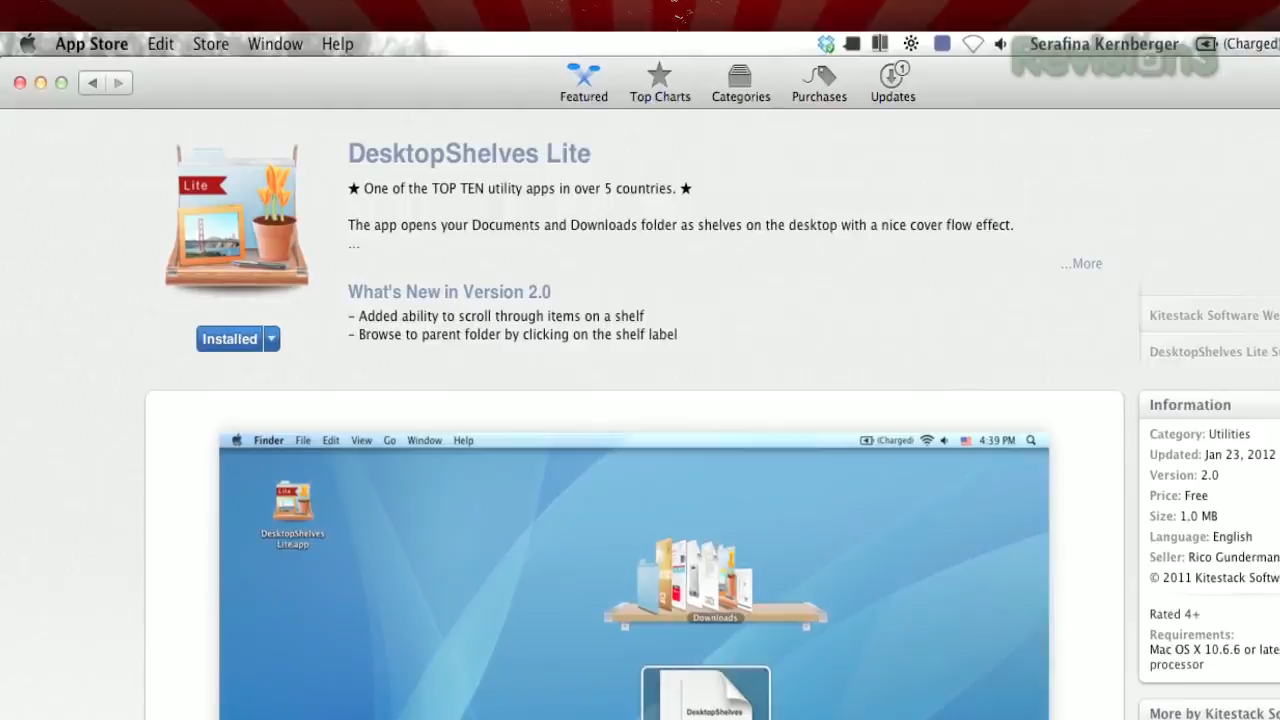 App Store Edit Store Window Help Serafina Kernberger (Charged)
Revision3
Featured Top Charts Categories Purchases Updates
1
DesktopShelves Lite
Lite
★ One of the TOP TEN utility apps in over 5 countries. ★
The app opens your Documents and Downloads folder as shelves on the desktop with a nice cover flow effect.
...
...More
What's New in Version 2.0
– Added ability to scroll through items on a shelf
– Browse to parent folder by clicking on the shelf label
Installed
Kitestack Software We
DesktopShelves Lite S
Information
Category: Utilities
Updated: Jan 23, 2012
Version: 2.0
Price: Free
Size: 1.0 MB
Language: English
Seller: Rico Gunderman
© 2011 Kitestack Softw
Rated 4+
Requirements:
Mac OS X 10.6.6 or late
processor
More by Kitestack So
Finder File Edit View Go Window Help (Charged) 4:39 PM
Lite
DesktopShelves
Lite.app
Downloads
DesktopShelves